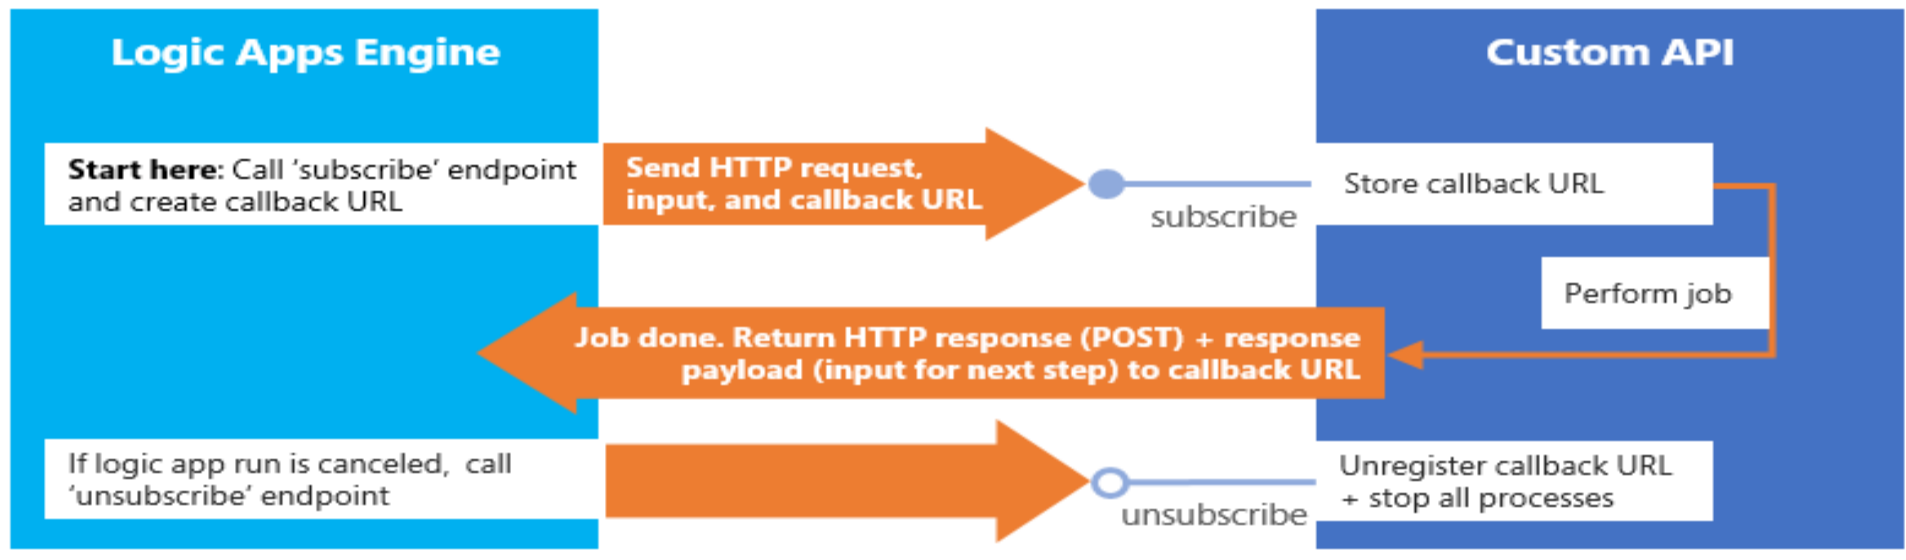 Logic Apps Engine
Custom API
Start here: Call ‘subscribe’ endpoint
and create callback URL
Send HTTP request,
input, and callback URL
subscribe
Store callback URL
Perform job
Job done. Return HTTP response (POST) + response
payload (input for next step) to callback URL
If logic app run is canceled,  call
‘unsubscribe’ endpoint
unsubscribe
Unregister callback URL
+ stop all processes